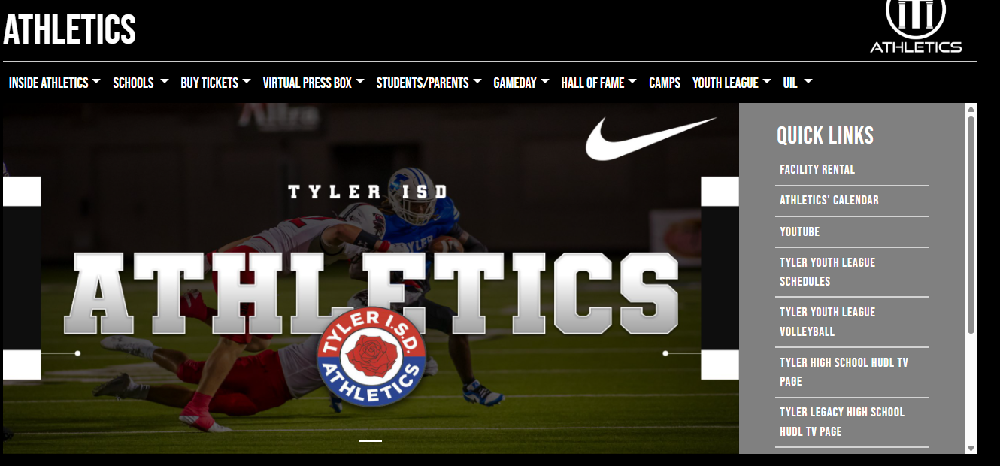 ATHLETICS
ATHLETICS
INSIDE ATHLETICS
SCHOOLS
BUY TICKETS
VIRTUAL PRESS BOX
STUDENTS/PARENTS
GAMEDAY
HALL OF FAME
CAMPS
YOUTH LEAGUE
UIL
TYLER ISD
TYLER
ATHLETICS
TYLER I.S.D.
ATHLETICS
QUICK LINKS
FACILITY RENTAL
ATHLETICS' CALENDAR
YOUTUBE
TYLER YOUTH LEAGUE
SCHEDULES
TYLER YOUTH LEAGUE
VOLLEYBALL
TYLER HIGH SCHOOL HUDL TV
PAGE
TYLER LEGACY HIGH SCHOOL
HUDL TV PAGE